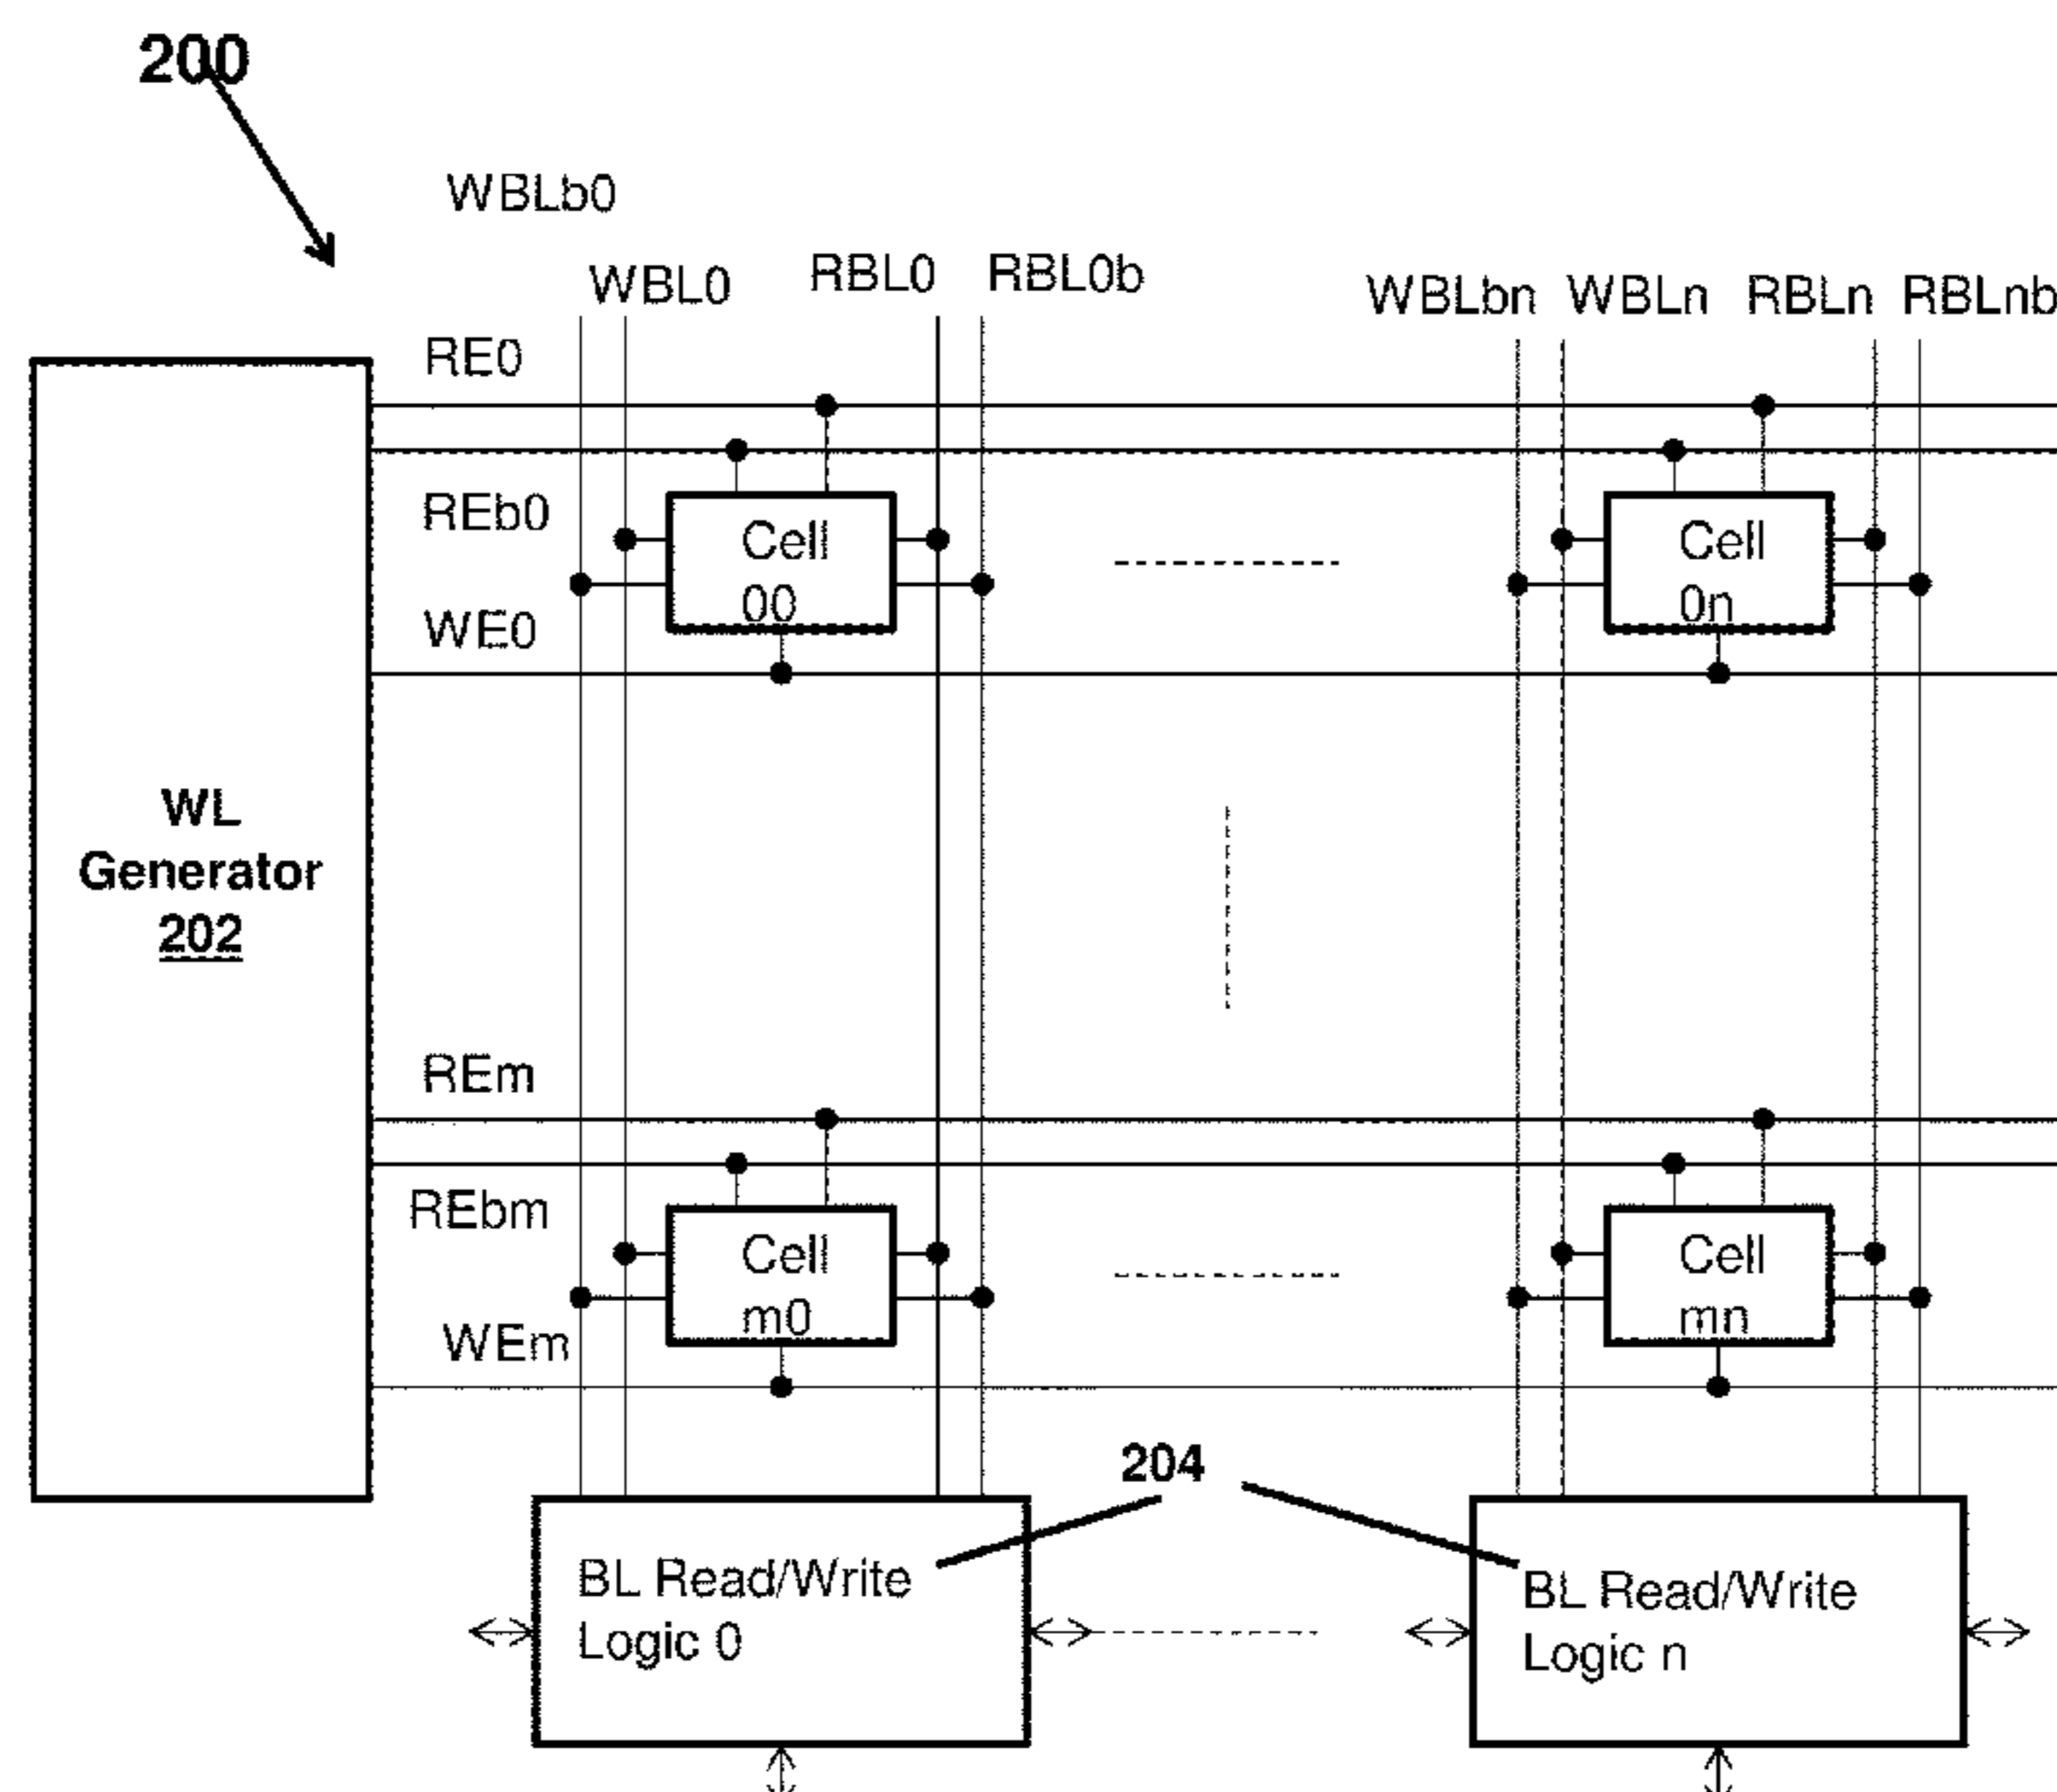 200
WBLb0
WBL0 RBL0 RBL0b
WBLbn WBLn RBLn RBLnb
RE0
REb0
Cell
00
Cell
0n
WE0
WL
Generator
202
REm
REbm
Cell
m0
Cell
mn
WEm
204
BL Read/Write
Logic 0
BL Read/Write
Logic n